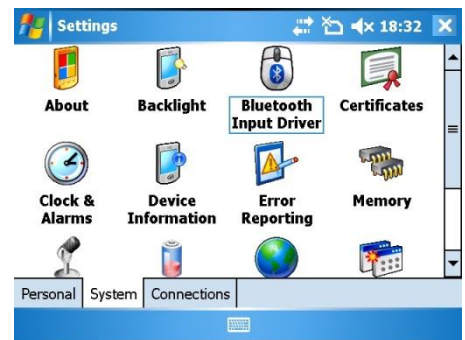 Settings
18:32
About
Backlight
Bluetooth
Input Driver
Certificates
Clock &
Alarms
Device
Information
Error
Reporting
Memory
Personal
System
Connections